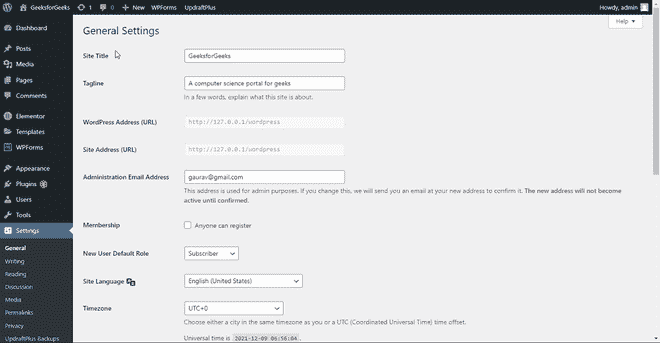 GeeksforGeeks 1 0 New WPForms UpdraftPlus Howdy, admin
Help
Dashboard
Posts
Media
Pages
Comments
Elementor
Templates
WPForms
Appearance
Plugins
Users
Tools
Settings
General
Writing
Reading
Discussion
Media
Permalinks
Privacy
UpdraftPlus Backups
General Settings
Site Title GeeksforGeeks
Tagline A computer science portal for geeks
In a few words, explain what this site is about.
WordPress Address (URL) http://127.0.0.1/wordpress
Site Address (URL) http://127.0.0.1/wordpress
Administration Email Address gaurav@gmail.com
This address is used for admin purposes. If you change this, we will send you an email at your new address to confirm it. The new address will not become
active until confirmed.
Membership Anyone can register
New User Default Role Subscriber
Site Language English (United States)
Timezone UTC+0
Choose either a city in the same timezone as you or a UTC (Coordinated Universal Time) time offset.
Universal time is 2021-12-09 06:56:04.